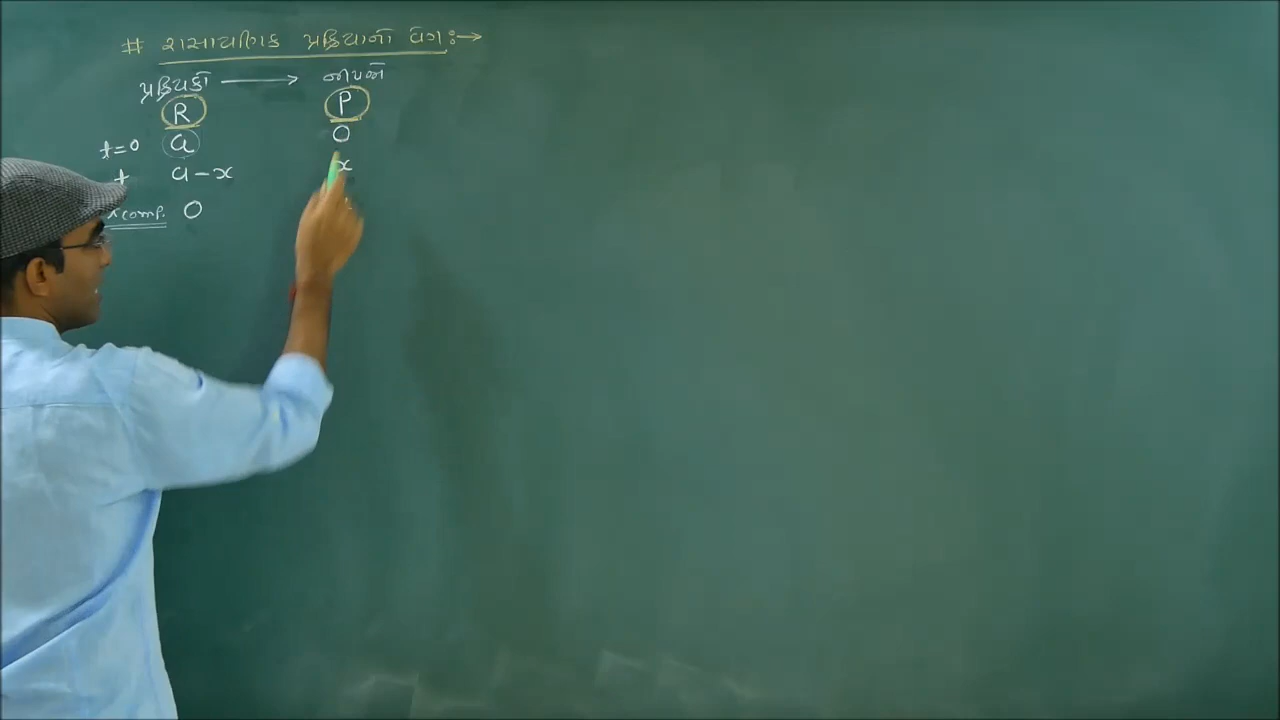 # રાસાયણિક પ્રક્રિયાનો વેગ :→
પ્રક્રિયકો ⟶ નીપજો
R P
t=0 a 0
t a-x x
comp. 0